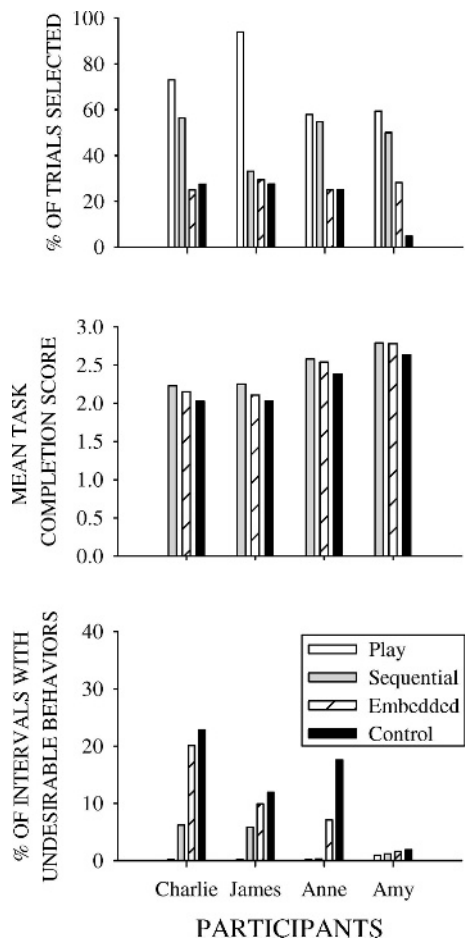 % OF TRIALS SELECTED
100
80
60
40
20
0
MEAN TASK
COMPLETION SCORE
3.0
2.5
2.0
1.5
1.0
0.5
0.0
% OF INTERVALS WITH
UNDESIRABLE BEHAVIORS
40
30
20
10
0
Play
Sequential
Embedded
Control
Charlie James Anne Amy
PARTICIPANTS